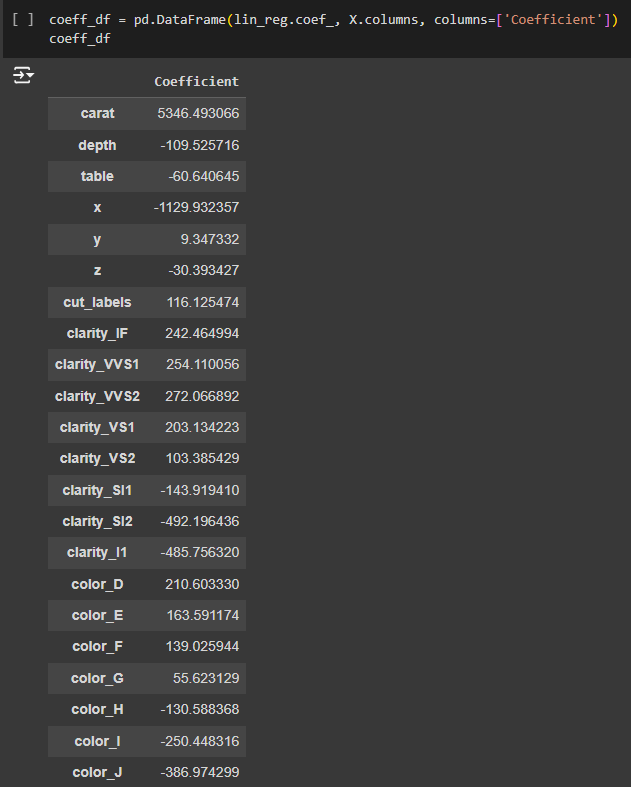 [ ] coeff_df = pd.DataFrame(lin_reg.coef_, X.columns, columns=['Coefficient'])
coeff_df
Coefficient
carat 5346.493066
depth -109.525716
table -60.640645
x -1129.932357
y 9.347332
z -30.393427
cut_labels 116.125474
clarity_IF 242.464994
clarity_VVS1 254.110056
clarity_VVS2 272.066892
clarity_VS1 203.134223
clarity_VS2 103.385429
clarity_SI1 -143.919410
clarity_SI2 -492.196436
clarity_I1 -485.756320
color_D 210.603330
color_E 163.591174
color_F 139.025944
color_G 55.623129
color_H -130.588368
color_I -250.448316
color_J -386.974299